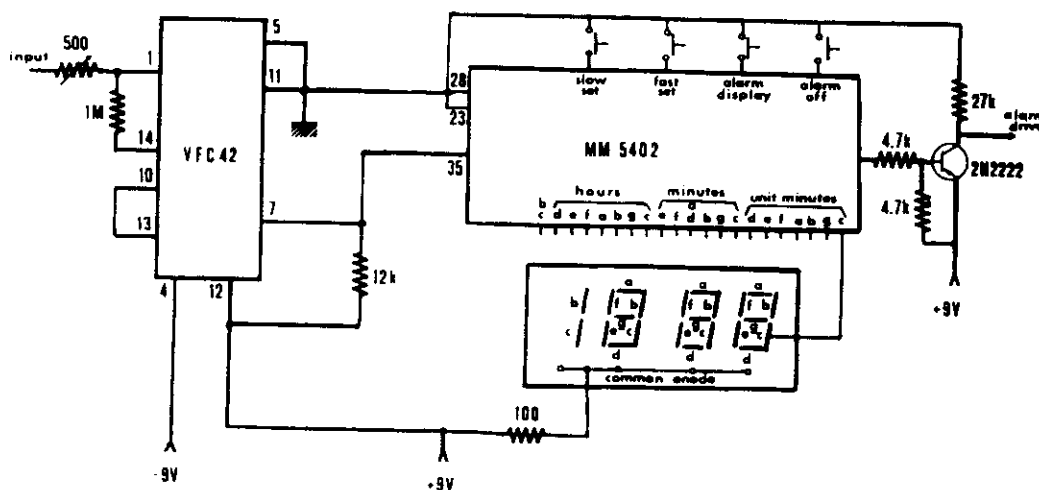 input
500
1
1M
14
10
13
VFC42
5
11
7
4
12
12k
-9V
+9V
100
28
23
35
slow set
fast set
alarm display
alarm off
MM 5402
hours
minutes
unit minutes
b
c d e f a b g c e f a d b g c d e f a b g c
4.7k
4.7k
27k
alarm drive
2N2222
+9V
b
c
a
f b
g
e c
d
a
f b
g
e c
d
a
f b
g
e c
d
common anode